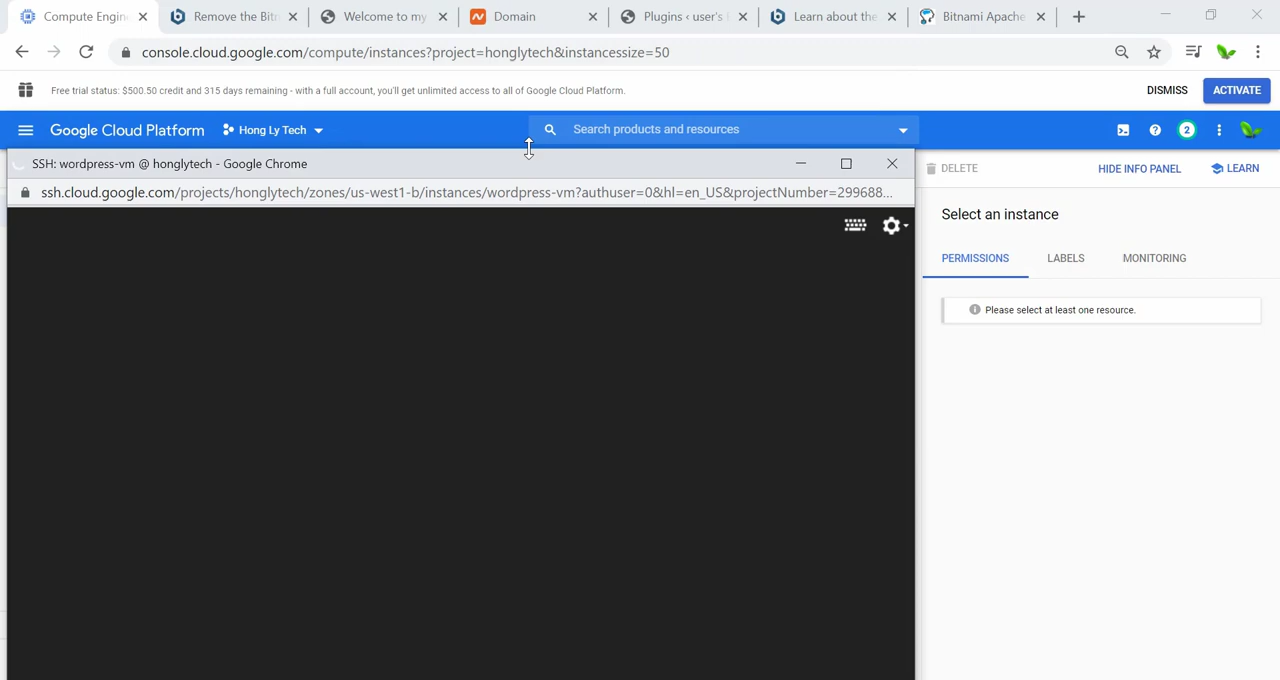 Compute Engin
Remove the Bit
Welcome to my
Domain
Plugins ‹ user's
Learn about the
Bitnami Apache
console.cloud.google.com/compute/instances?project=honglytech&instancessize=50
Free trial status: $500.50 credit and 315 days remaining - with a full account, you'll get unlimited access to all of Google Cloud Platform.
DISMISS
ACTIVATE
Google Cloud Platform
Hong Ly Tech
Search products and resources
2
SSH: wordpress-vm @ honglytech - Google Chrome
DELETE
HIDE INFO PANEL
LEARN
ssh.cloud.google.com/projects/honglytech/zones/us-west1-b/instances/wordpress-vm?authuser=0&hl=en_US&projectNumber=299688...
Select an instance
PERMISSIONS
LABELS
MONITORING
Please select at least one resource.